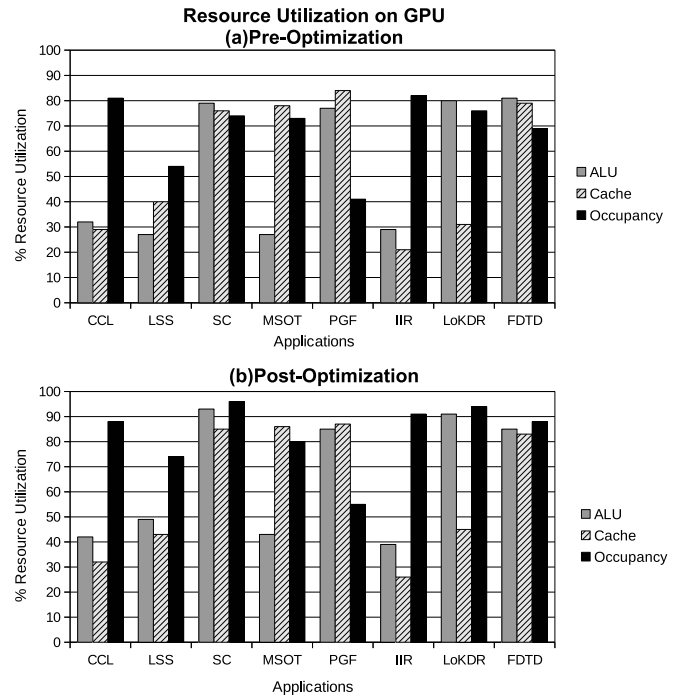 Resource Utilization on GPU
(a)Pre-Optimization
100
90
80
70
60
50
40
30
20
10
0
% Resource Utilization
CCL LSS SC MSOT PGF IIR LoKDR FDTD
Applications
ALU
Cache
Occupancy
(b)Post-Optimization
100
90
80
70
60
50
40
30
20
10
0
% Resource Utilization
CCL LSS SC MSOT PGF IIR LoKDR FDTD
Applications
ALU
Cache
Occupancy